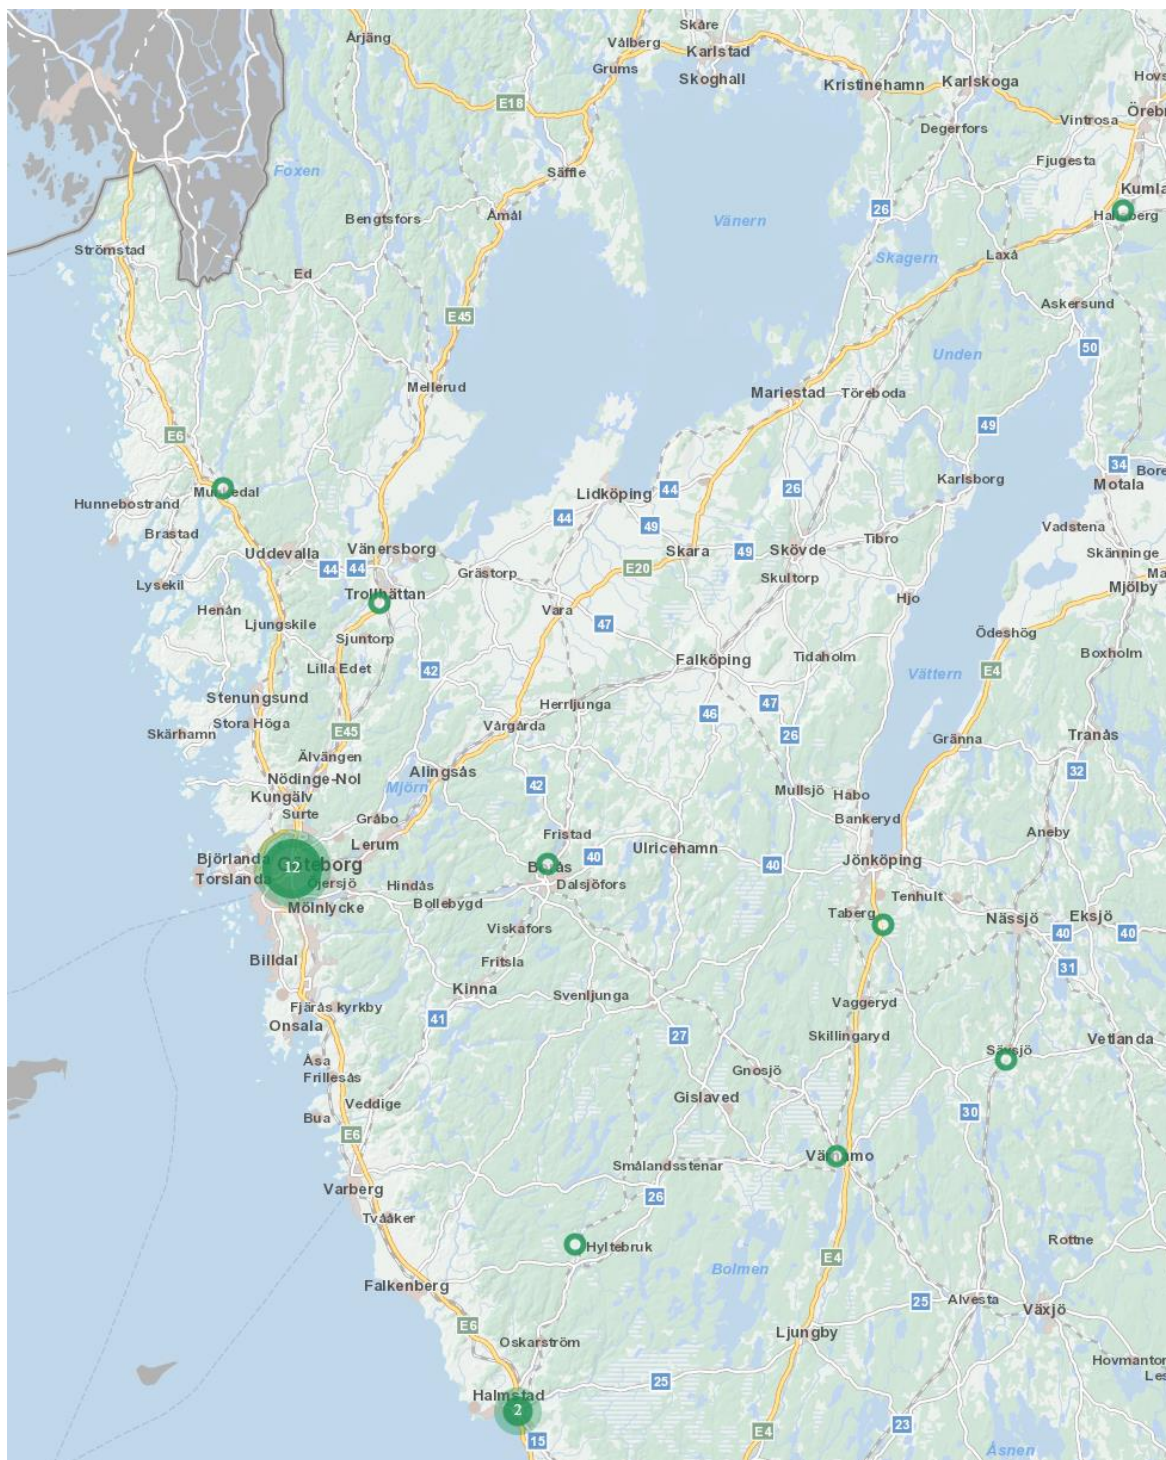 Skåre
Årjäng
Vålberg
Karlstad
Grums
Skoghall
Kristinehamn
Karlskoga
E18
Vintrosa
Degerfors
Fjugesta
Säffle
Foxen
Kumla
Bengtsfors
Åmål
26
Vänern
Strömstad
Laxå
Skagern
Ed
Askersund
E45
50
Unden
Mellerud
Mariestad
Töreboda
49
E6
34
Karlsborg
Motala
Lidköping
44
26
Hunnebostrand
44
49
Vadstena
Brastad
Tibro
Uddevalla
Vänersborg
Skara
49
Skövde
Skänninge
44
44
E20
Grästorp
Skultorp
Lysekil
Mjölby
Trollhättan
Hjo
Henån
Vara
Ljungskile
47
Ödeshög
Sjuntorp
Boxholm
Lilla Edet
42
Falköping
Tidaholm
E4
Vättern
Stenungsund
Herrljunga
47
46
Stora Höga
Vårgårda
Skärhamn
E45
26
Tranås
Gränna
Älvängen
Alingsås
32
Nödinge-Nol
Mjörn
42
Mullsjö
Habo
Kungälv
Surte
Gråbo
Bankeryd
Fristad
Aneby
Lerum
Ulricehamn
Björlanda
Göteborg
12
40
40
Jönköping
Borås
Torslanda
Öjersjö
Hindås
Dalsjöfors
Tenhult
Mölnlycke
Bollebygd
Taberg
Nässjö
Eksjö
Viskafors
40
40
Billdal
Fritsla
31
Kinna
Svenljunga
Vaggeryd
Fjärås kyrkby
41
Onsala
27
Skillingaryd
Vetlanda
Sävsjö
Åsa
Gnosjö
Frillesås
Gislaved
Veddige
30
Bua
E6
Värnamo
Smålandsstenar
Varberg
26
Tvååker
Rottne
Hyltebruk
E4
Bolmen
Falkenberg
25
Alvesta
Växjö
E6
Ljungby
Oskarström
25
Halmstad
2
23
E4
15
Åsnen